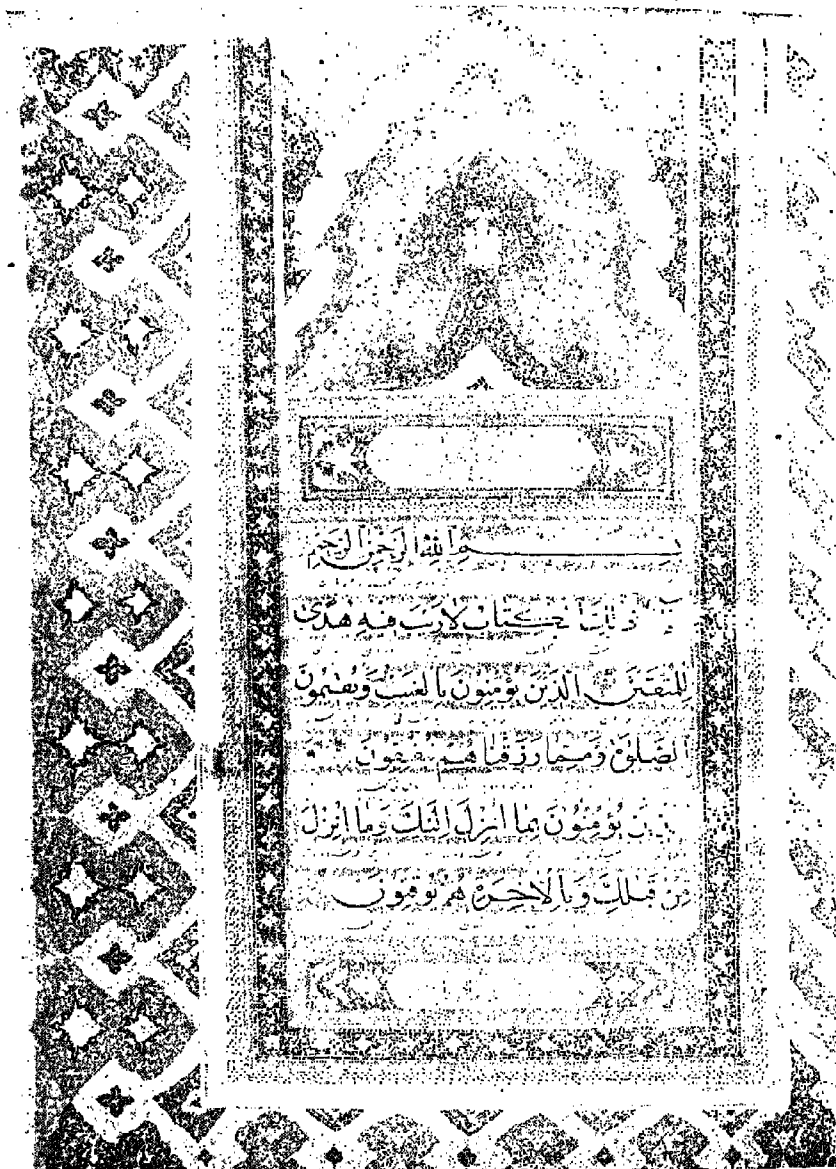 بسم الله الرحمن الرحيم
ذلك الكتاب لا ريب فيه هدى
للمتقين الذين يؤمنون بالغيب ويقيمون
الصلوة ومما رزقناهم ينفقون
يؤمنون بما انزل اليك وما انزل
من قبلك وبالاخرة هم يوقنون